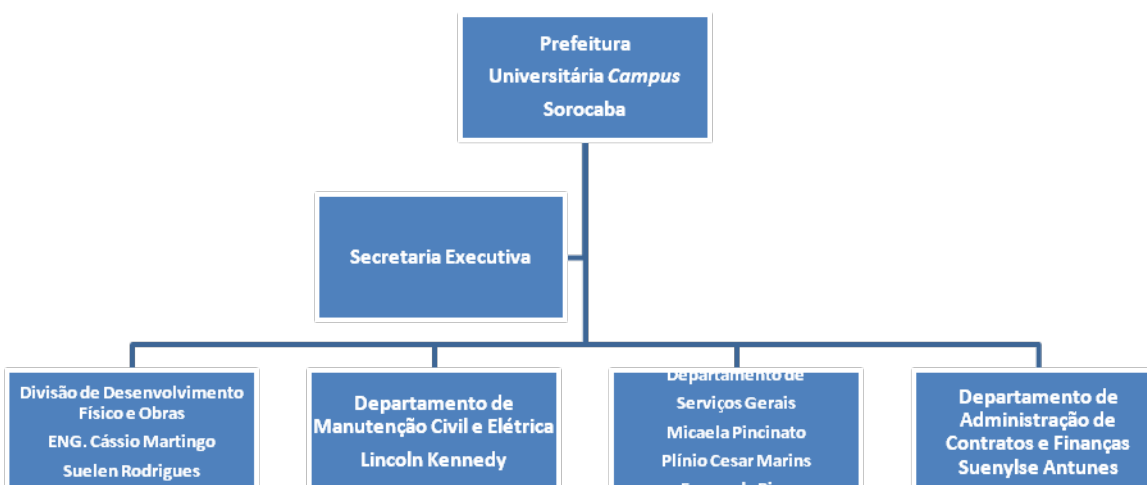 Prefeitura
Universitária Campus
Sorocaba
Secretaria Executiva
Divisão de Desenvolvimento
Físico e Obras
ENG. Cássio Martingo
Suelen Rodrigues
Departamento de
Manutenção Civil e Elétrica
Lincoln Kennedy
Departamento de
Serviços Gerais
Micaela Pincinato
Plínio Cesar Marins
Departamento de
Administração de
Contratos e Finanças
Suenylse Antunes